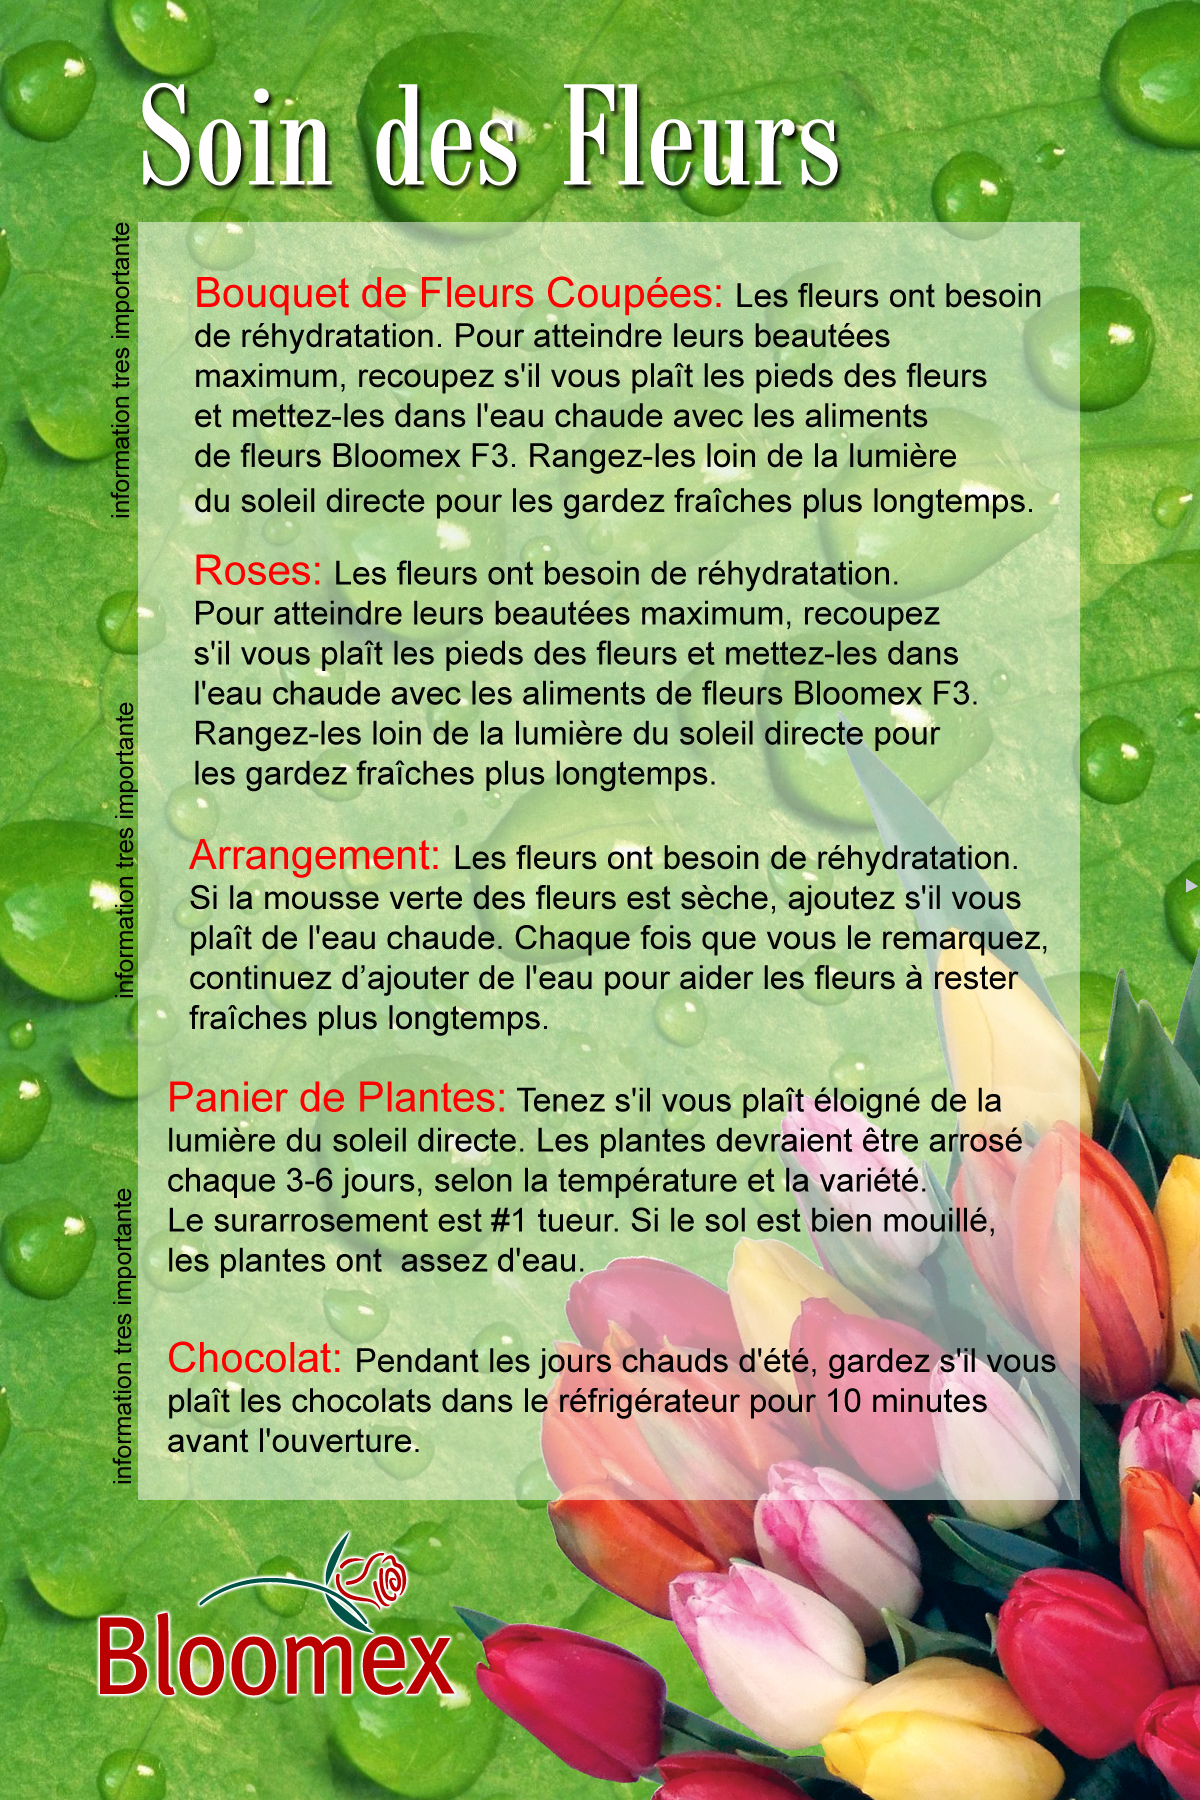 Soin des Fleurs
information tres importante
Bouquet de Fleurs Coupées: Les fleurs ont besoin
de réhydratation. Pour atteindre leurs beautées
maximum, recoupez s'il vous plaît les pieds des fleurs
et mettez-les dans l'eau chaude avec les aliments
de fleurs Bloomex F3. Rangez-les loin de la lumière
du soleil directe pour les gardez fraîches plus longtemps.
Roses: Les fleurs ont besoin de réhydratation.
Pour atteindre leurs beautées maximum, recoupez
s'il vous plaît les pieds des fleurs et mettez-les dans
l'eau chaude avec les aliments de fleurs Bloomex F3.
Rangez-les loin de la lumière du soleil directe pour
les gardez fraîches plus longtemps.
information tres importante
Arrangement: Les fleurs ont besoin de réhydratation.
Si la mousse verte des fleurs est sèche, ajoutez s'il vous
plaît de l'eau chaude. Chaque fois que vous le remarquez,
continuez d’ajouter de l'eau pour aider les fleurs à rester
fraîches plus longtemps.
Panier de Plantes: Tenez s'il vous plaît éloigné de la
lumière du soleil directe. Les plantes devraient être arrosé
chaque 3-6 jours, selon la température et la variété.
Le surarrosement est #1 tueur. Si le sol est bien mouillé,
les plantes ont  assez d'eau.
information tres importante
Chocolat: Pendant les jours chauds d'été, gardez s'il vous
plaît les chocolats dans le réfrigérateur pour 10 minutes
avant l'ouverture.
Bloomex